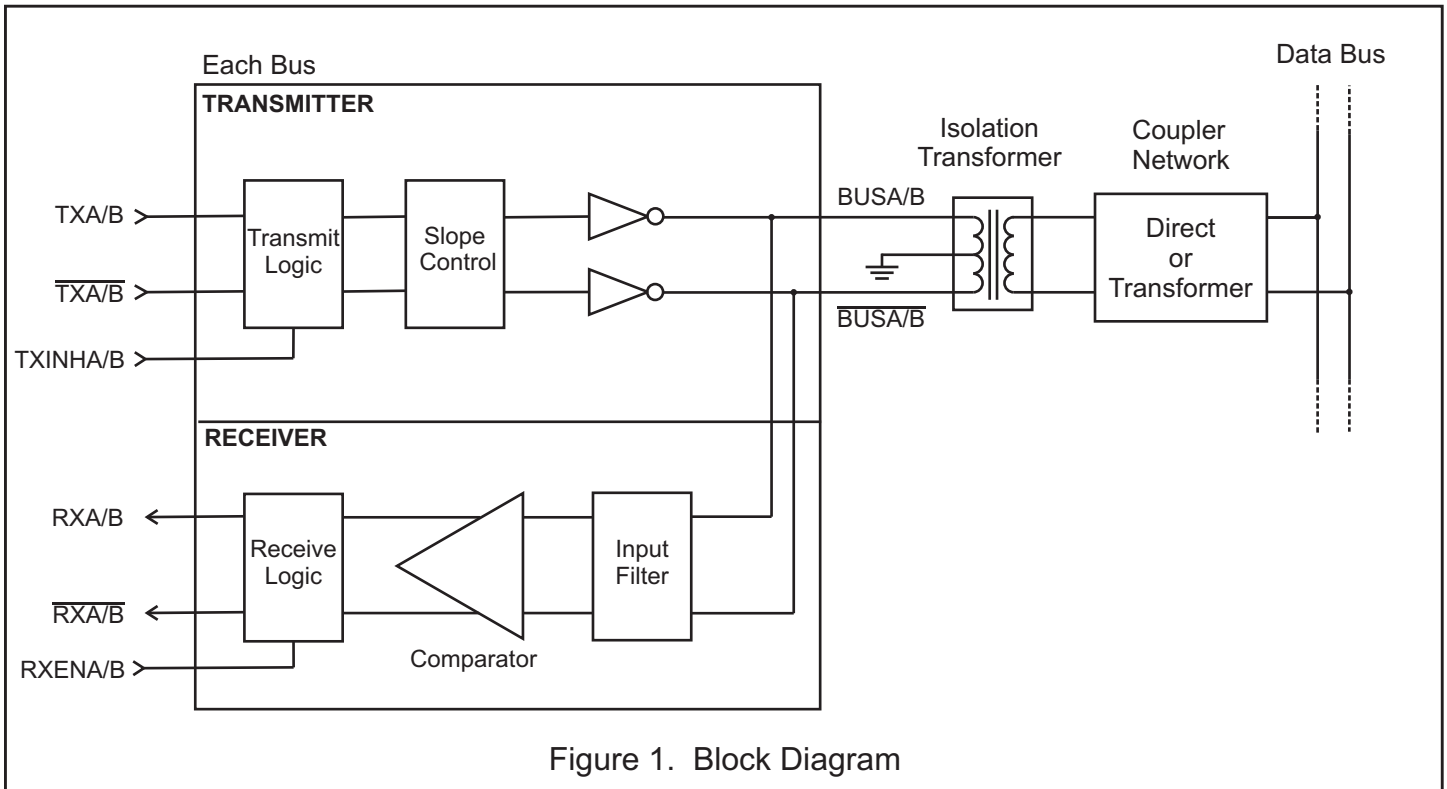 Each Bus
Data Bus
TRANSMITTER
Isolation
Transformer
Coupler
Network
TXA/B
Transmit
Logic
Slope
Control
BUSA/B
Direct
or
Transformer
TXA/B
BUSA/B
TXINHA/B
RECEIVER
RXA/B
Receive
Logic
Input
Filter
RXA/B
Comparator
RXENA/B
Figure 1. Block Diagram